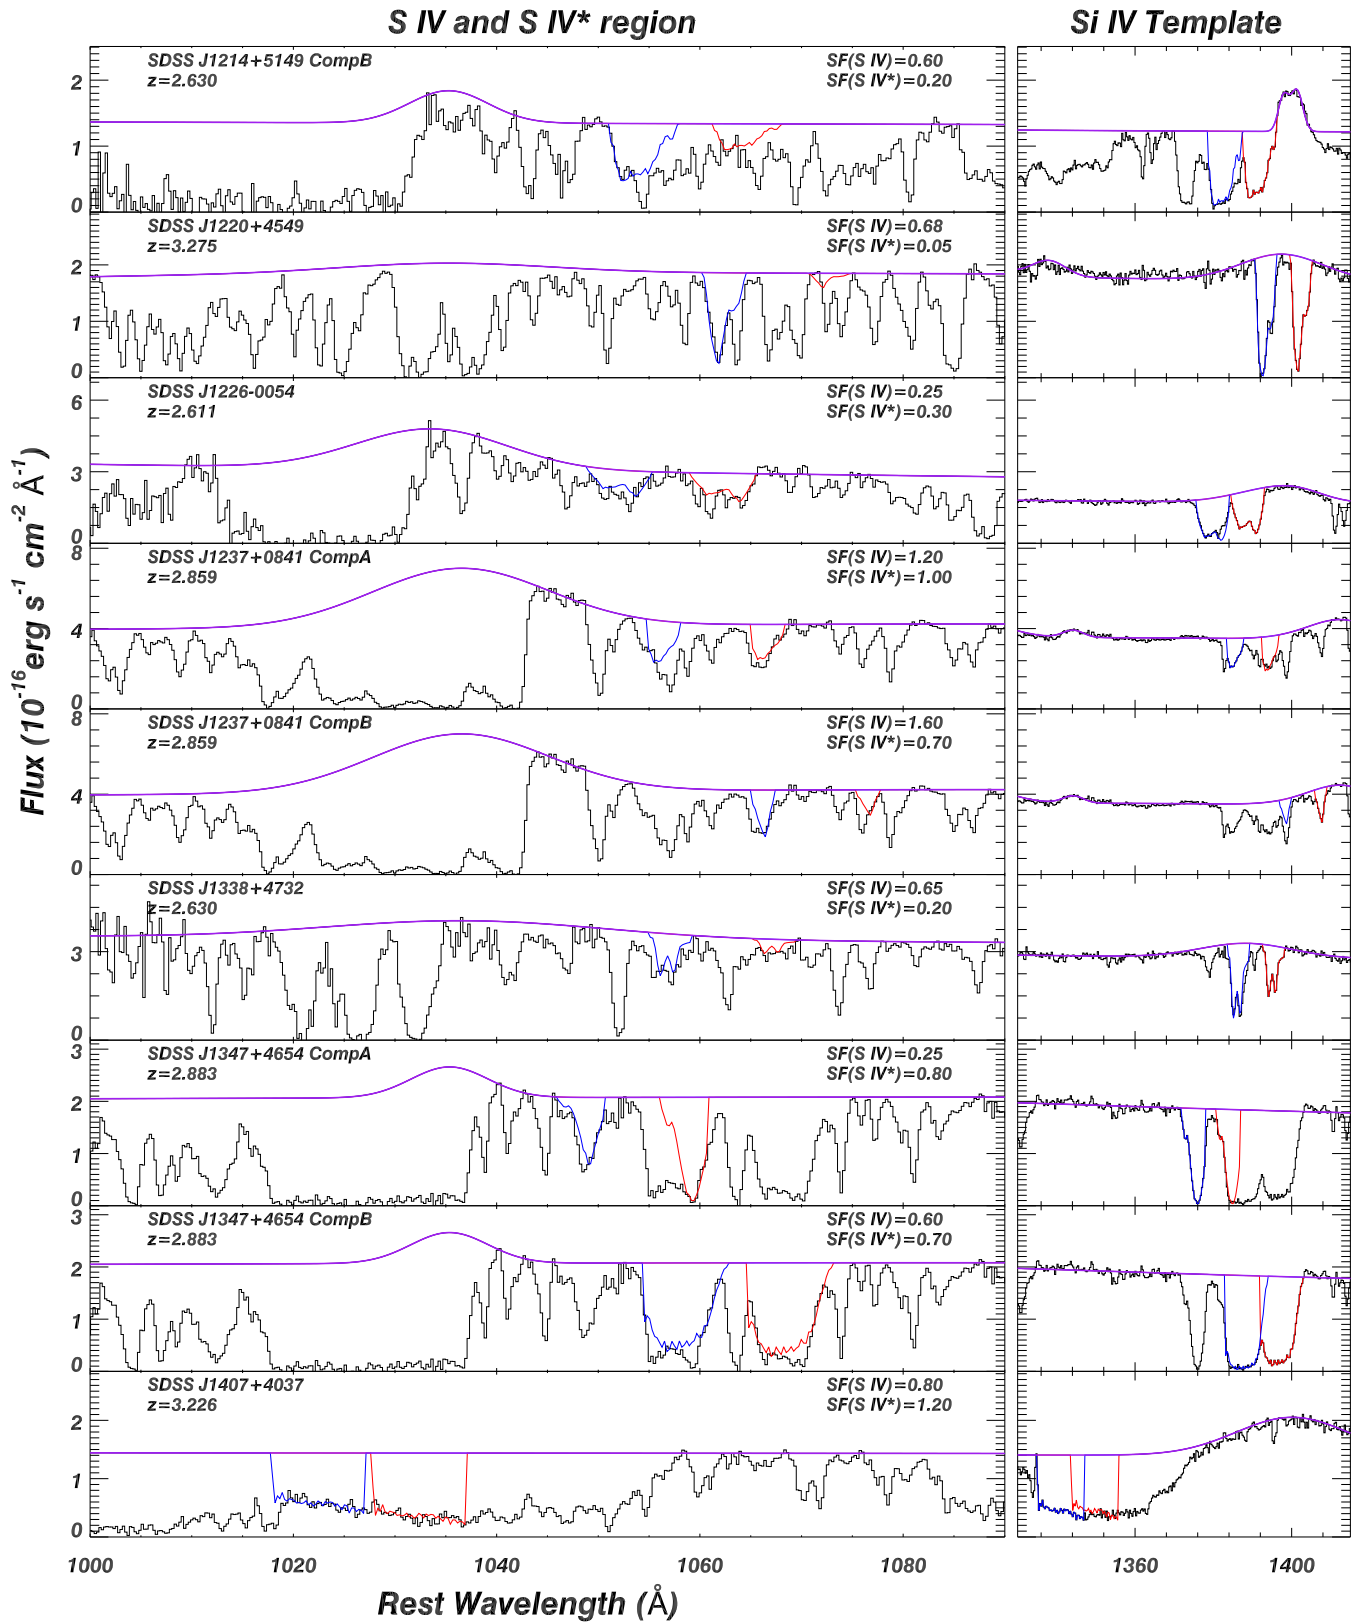 S IV and S IV* region
Si IV Template
SDSS J1214+5149 CompB
z=2.630
SF(S IV)=0.60
SF(S IV*)=0.20
2
1
0
SDSS J1220+4549
z=3.275
SF(S IV)=0.68
SF(S IV*)=0.05
2
1
0
SDSS J1226-0054
z=2.611
SF(S IV)=0.25
SF(S IV*)=0.30
6
3
0
SDSS J1237+0841 CompA
z=2.859
SF(S IV)=1.20
SF(S IV*)=1.00
8
4
0
SDSS J1237+0841 CompB
z=2.859
SF(S IV)=1.60
SF(S IV*)=0.70
8
4
0
SDSS J1338+4732
z=2.630
SF(S IV)=0.65
SF(S IV*)=0.20
3
0
SDSS J1347+4654 CompA
z=2.883
SF(S IV)=0.25
SF(S IV*)=0.80
3
2
1
0
SDSS J1347+4654 CompB
z=2.883
SF(S IV)=0.60
SF(S IV*)=0.70
3
2
1
0
SDSS J1407+4037
z=3.226
SF(S IV)=0.80
SF(S IV*)=1.20
2
1
0
Flux (10⁻¹⁶erg s⁻¹ cm⁻² Å⁻¹)
1000 1020 1040 1060 1080 1360 1400
Rest Wavelength (Å)